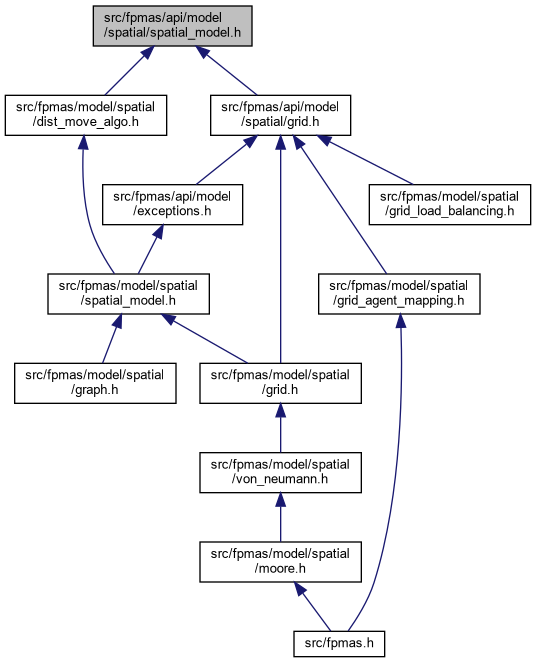 src/fpmas/api/model
/spatial/spatial_model.h
src/fpmas/model/spatial
/dist_move_algo.h
src/fpmas/api/model
/spatial/grid.h
src/fpmas/api/model
/exceptions.h
src/fpmas/model/spatial
/grid_load_balancing.h
src/fpmas/model/spatial
/spatial_model.h
src/fpmas/model/spatial
/grid_agent_mapping.h
src/fpmas/model/spatial
/graph.h
src/fpmas/model/spatial
/grid.h
src/fpmas/model/spatial
/von_neumann.h
src/fpmas/model/spatial
/moore.h
src/fpmas.h